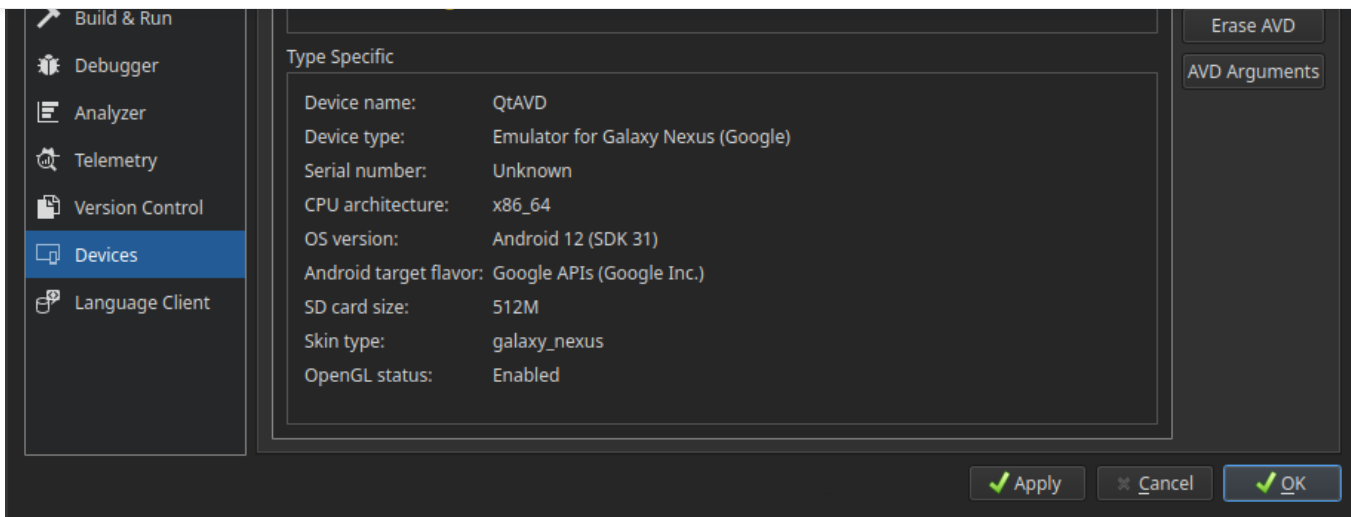 Build & Run
Debugger
Analyzer
Telemetry
Version Control
Devices
Language Client
Type Specific
Device name: QtAVD
Device type: Emulator for Galaxy Nexus (Google)
Serial number: Unknown
CPU architecture: x86_64
OS version: Android 12 (SDK 31)
Android target flavor: Google APIs (Google Inc.)
SD card size: 512M
Skin type: galaxy_nexus
OpenGL status: Enabled
Erase AVD
AVD Arguments
Apply
Cancel
OK